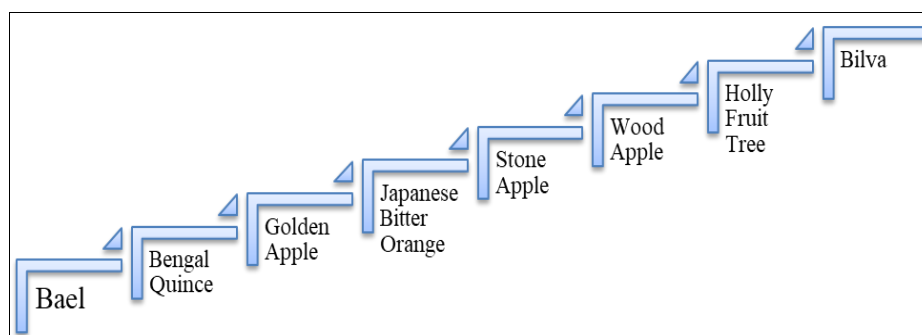 Bael
Bengal
Quince
Golden
Apple
Japanese
Bitter
Orange
Stone
Apple
Wood
Apple
Holly
Fruit
Tree
Bilva